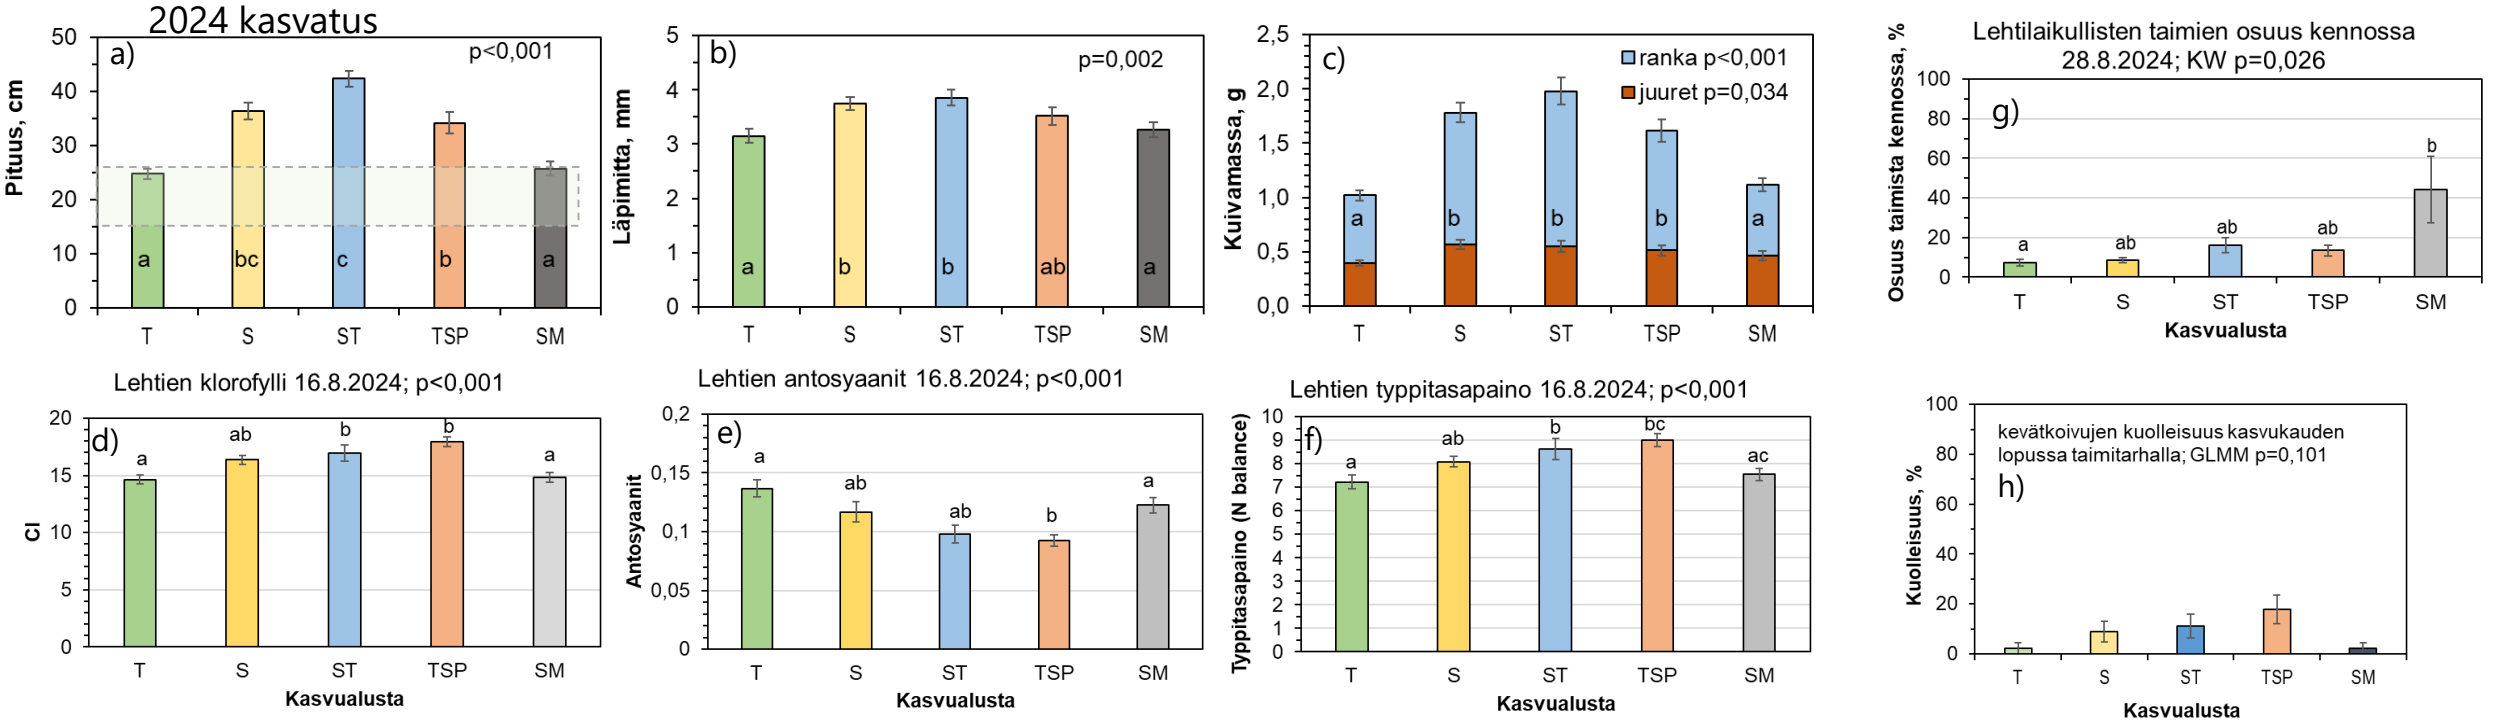 2024 kasvatus
a)
p<0,001
Pituus, cm
50
40
30
20
10
0
a
bc
c
b
a
T
S
ST
TSP
SM
b)
p=0,002
Läpimitta, mm
5
4
3
2
1
0
a
b
b
ab
a
T
S
ST
TSP
SM
c)
ranka p<0,001
juuret p=0,034
Kuivamassa, g
2,5
2,0
1,5
1,0
0,5
0,0
a
b
b
b
a
T
S
ST
TSP
SM
Lehtilaikullisten taimien osuus kennossa
28.8.2024; KW p=0,026
g)
Osuus taimista kennossa, %
100
80
60
40
20
0
a
ab
ab
ab
b
T
S
ST
TSP
SM
Kasvualusta
Lehtien klorofylli 16.8.2024; p<0,001
d)
CI
20
15
10
5
0
a
ab
b
b
a
T
S
ST
TSP
SM
Kasvualusta
Lehtien antosyaanit 16.8.2024; p<0,001
e)
Antosyaanit
0,2
0,15
0,1
0,05
0
a
ab
ab
b
a
T
S
ST
TSP
SM
Kasvualusta
Lehtien typpitasapaino 16.8.2024; p<0,001
f)
Typpitasapaino (N balance)
10
9
8
7
6
5
4
3
2
1
0
a
ab
b
bc
ac
T
S
ST
TSP
SM
Kasvualusta
kevätkoivujen kuolleisuus kasvukauden
lopussa taimitarhalla; GLMM p=0,101
h)
Kuolleisuus, %
100
80
60
40
20
0
T
S
ST
TSP
SM
Kasvualusta